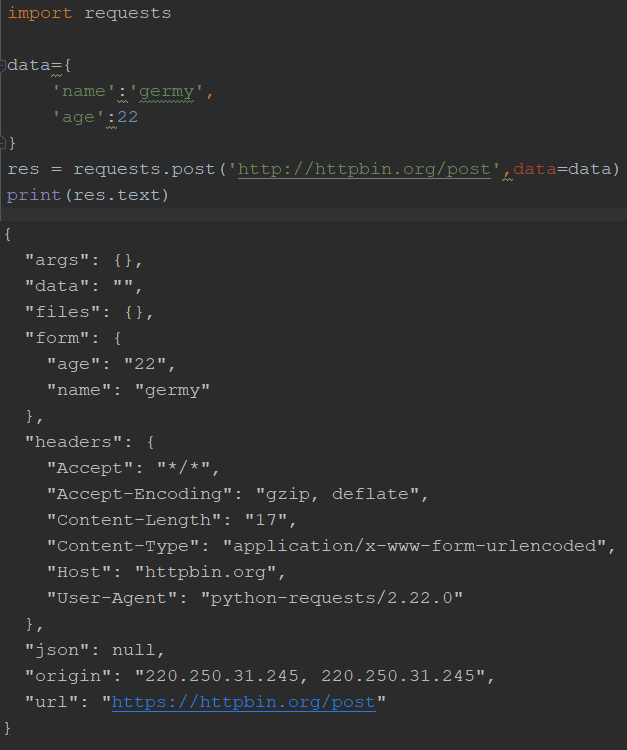 import requests
data={
'name':'germy',
'age':22
}
res = requests.post('http://httpbin.org/post',data=data)
print(res.text)
{
"args": {},
"data": "",
"files": {},
"form": {
"age": "22",
"name": "germy"
},
"headers": {
"Accept": "*/*",
"Accept-Encoding": "gzip, deflate",
"Content-Length": "17",
"Content-Type": "application/x-www-form-urlencoded",
"Host": "httpbin.org",
"User-Agent": "python-requests/2.22.0"
},
"json": null,
"origin": "220.250.31.245, 220.250.31.245",
"url": "https://httpbin.org/post"
}